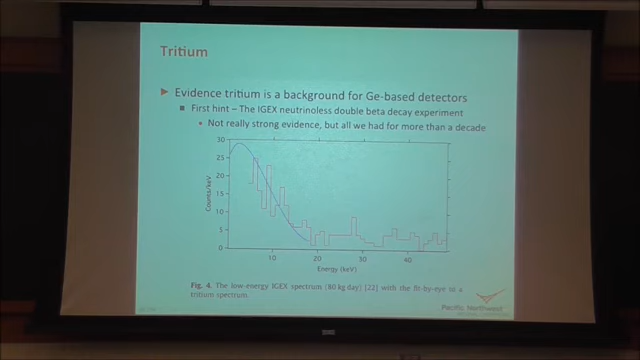 Tritium
Evidence tritium is a background for Ge-based detectors
First hint – The IGEX neutrinoless double beta decay experiment
Not really strong evidence, but all we had for more than a decade
30
25
20
15
10
5
0
Counts/keV
10
20
30
40
Energy (keV)
Fig. 4. The low-energy IGEX spectrum (80 kg day) [22] with the fit-by-eye to a
tritium spectrum.
Pacific Northwest